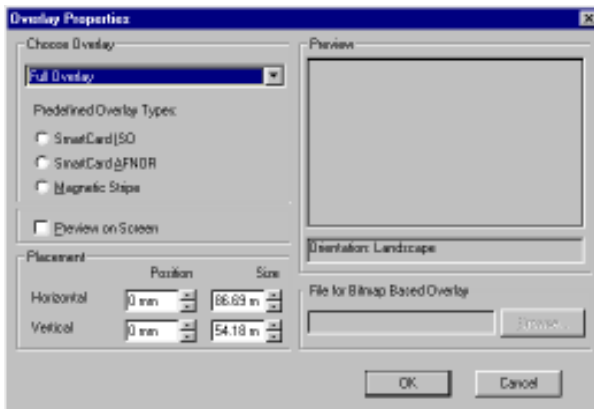 Overlay Properties
Choose Overlay
Full Overlay
Predefined Overlay Types:
SmartCard ISO
SmartCard AFNOR
Magnetic Stripe
Preview on Screen
Placement
Position Size
Horizontal 0 mm 86.69 m
Vertical 0 mm 54.18 m
Preview
Orientation: Landscape
File for Bitmap Based Overlay
Browse...
OK Cancel